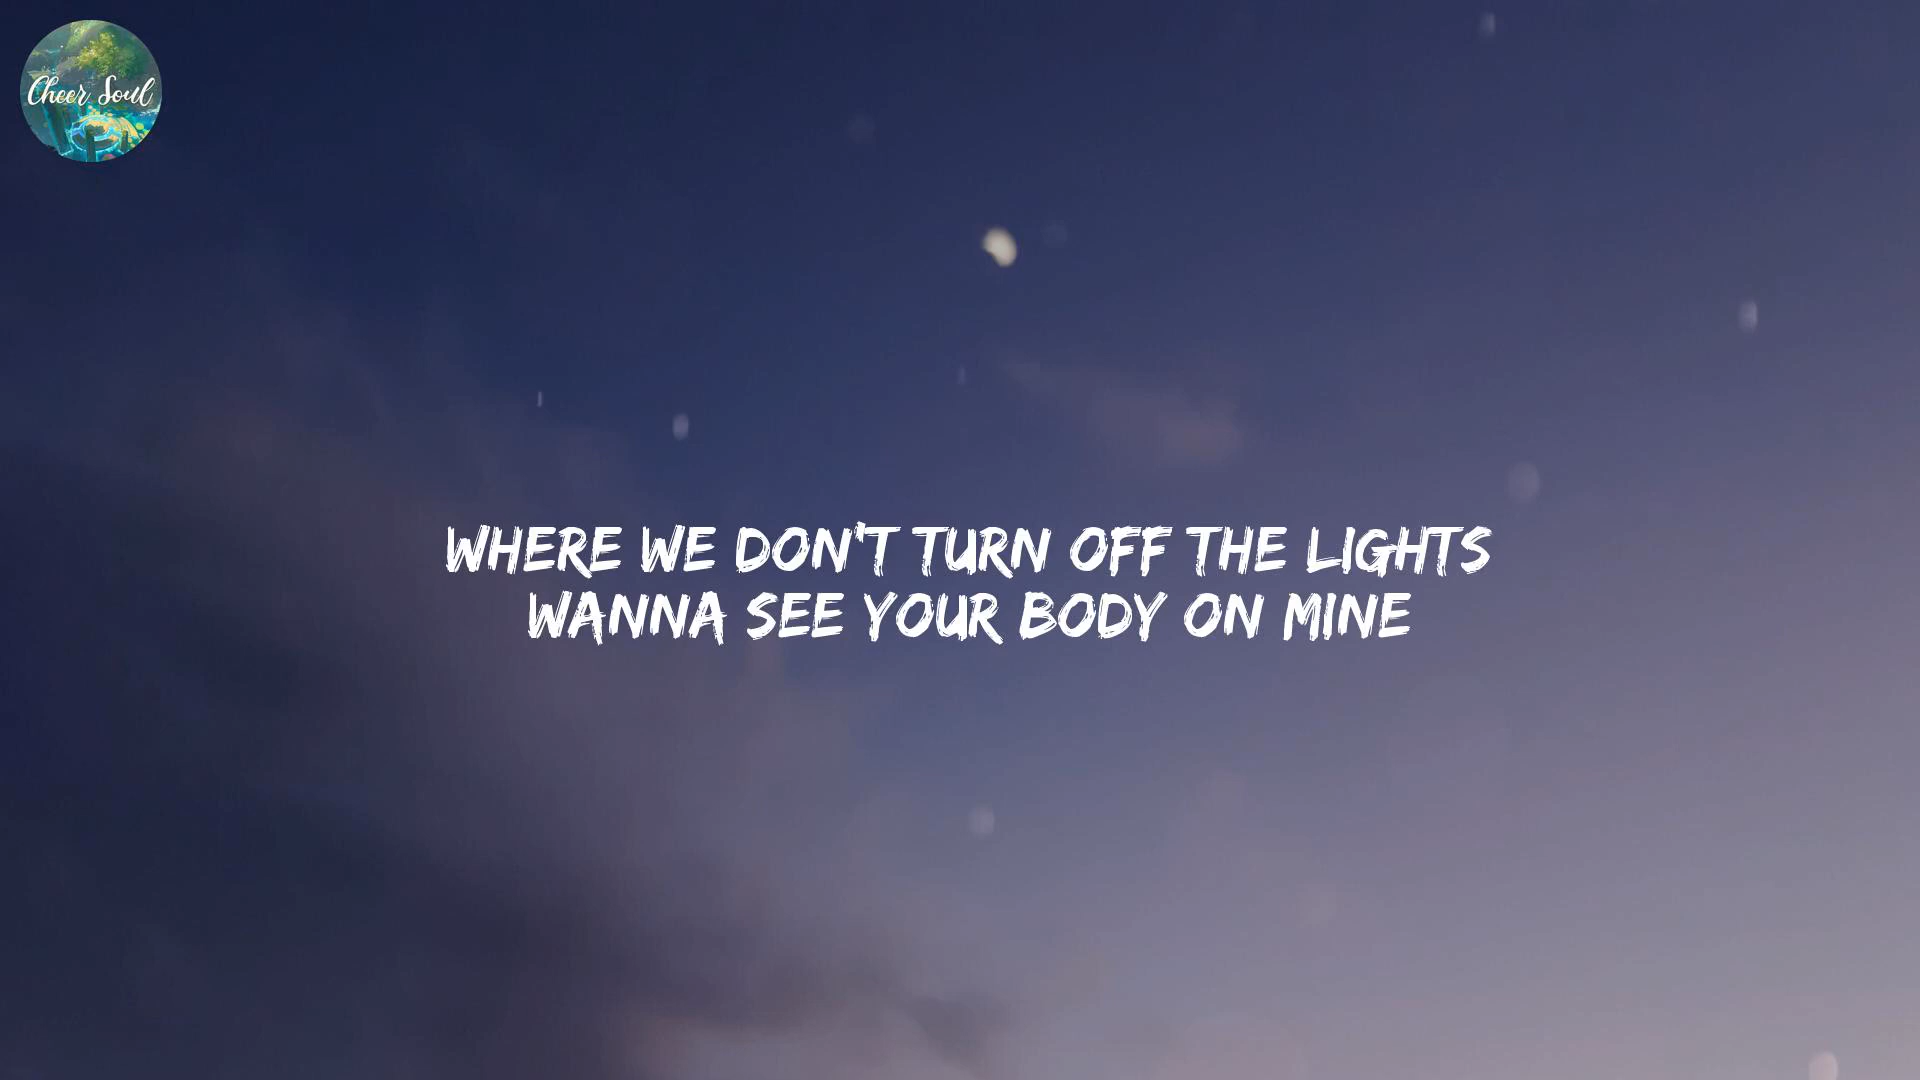 Cheer Soul
WHERE WE DON'T TURN OFF THE LIGHTS
WANNA SEE YOUR BODY ON MINE